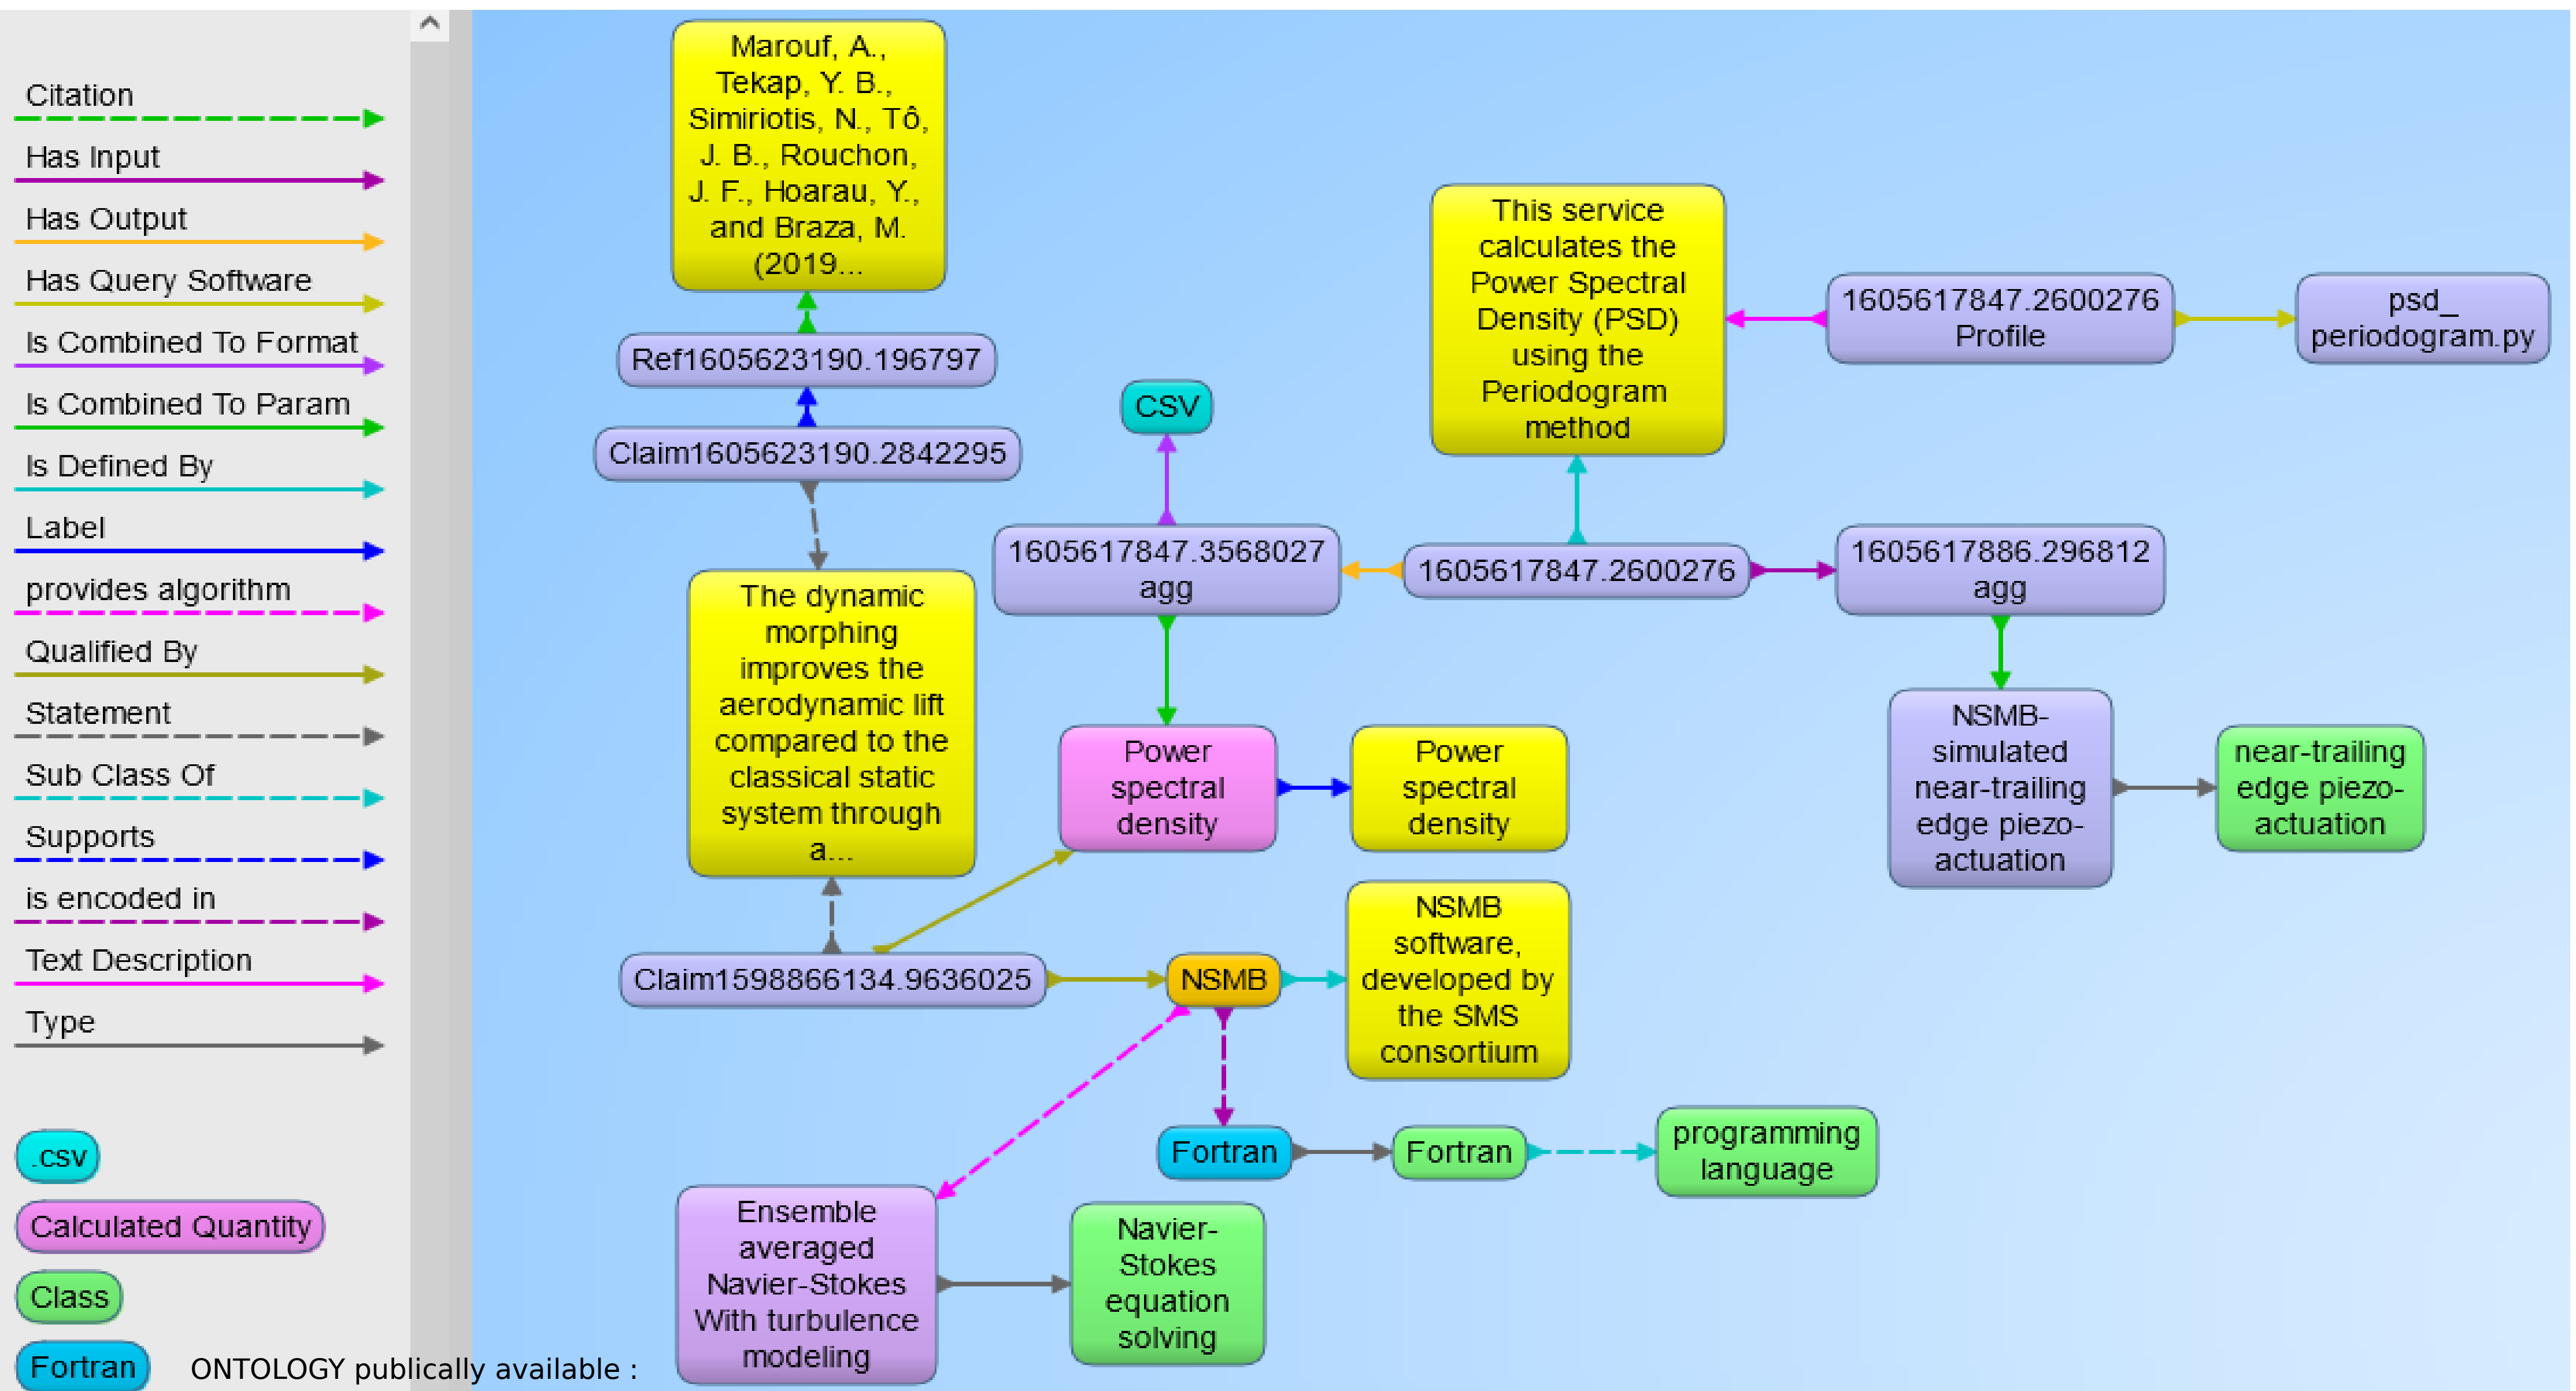 Citation
Has Input
Has Output
Has Query Software
Is Combined To Format
Is Combined To Param
Is Defined By
Label
provides algorithm
Qualified By
Statement
Sub Class Of
Supports
is encoded in
Text Description
Type
.csv
Calculated Quantity
Class
Fortran
ONTOLOGY publically available :
Marouf, A.,
Tekap, Y. B.,
Simiriotis, N., Tô,
J. B., Rouchon,
J. F., Hoarau, Y.,
and Braza, M.
(2019...
Ref1605623190.196797
Claim1605623190.2842295
The dynamic
morphing
improves the
aerodynamic lift
compared to the
classical static
system through
a...
Claim1598866134.9636025
CSV
1605617847.3568027
agg
Power
spectral
density
Power
spectral
density
This service
calculates the
Power Spectral
Density (PSD)
using the
Periodogram
method
1605617847.2600276
1605617847.2600276
Profile
psd_
periodogram.py
1605617886.296812
agg
NSMB-
simulated
near-trailing
edge piezo-
actuation
near-trailing
edge piezo-
actuation
NSMB
NSMB
software,
developed by
the SMS
consortium
Fortran
Fortran
programming
language
Ensemble
averaged
Navier-Stokes
With turbulence
modeling
Navier-
Stokes
equation
solving